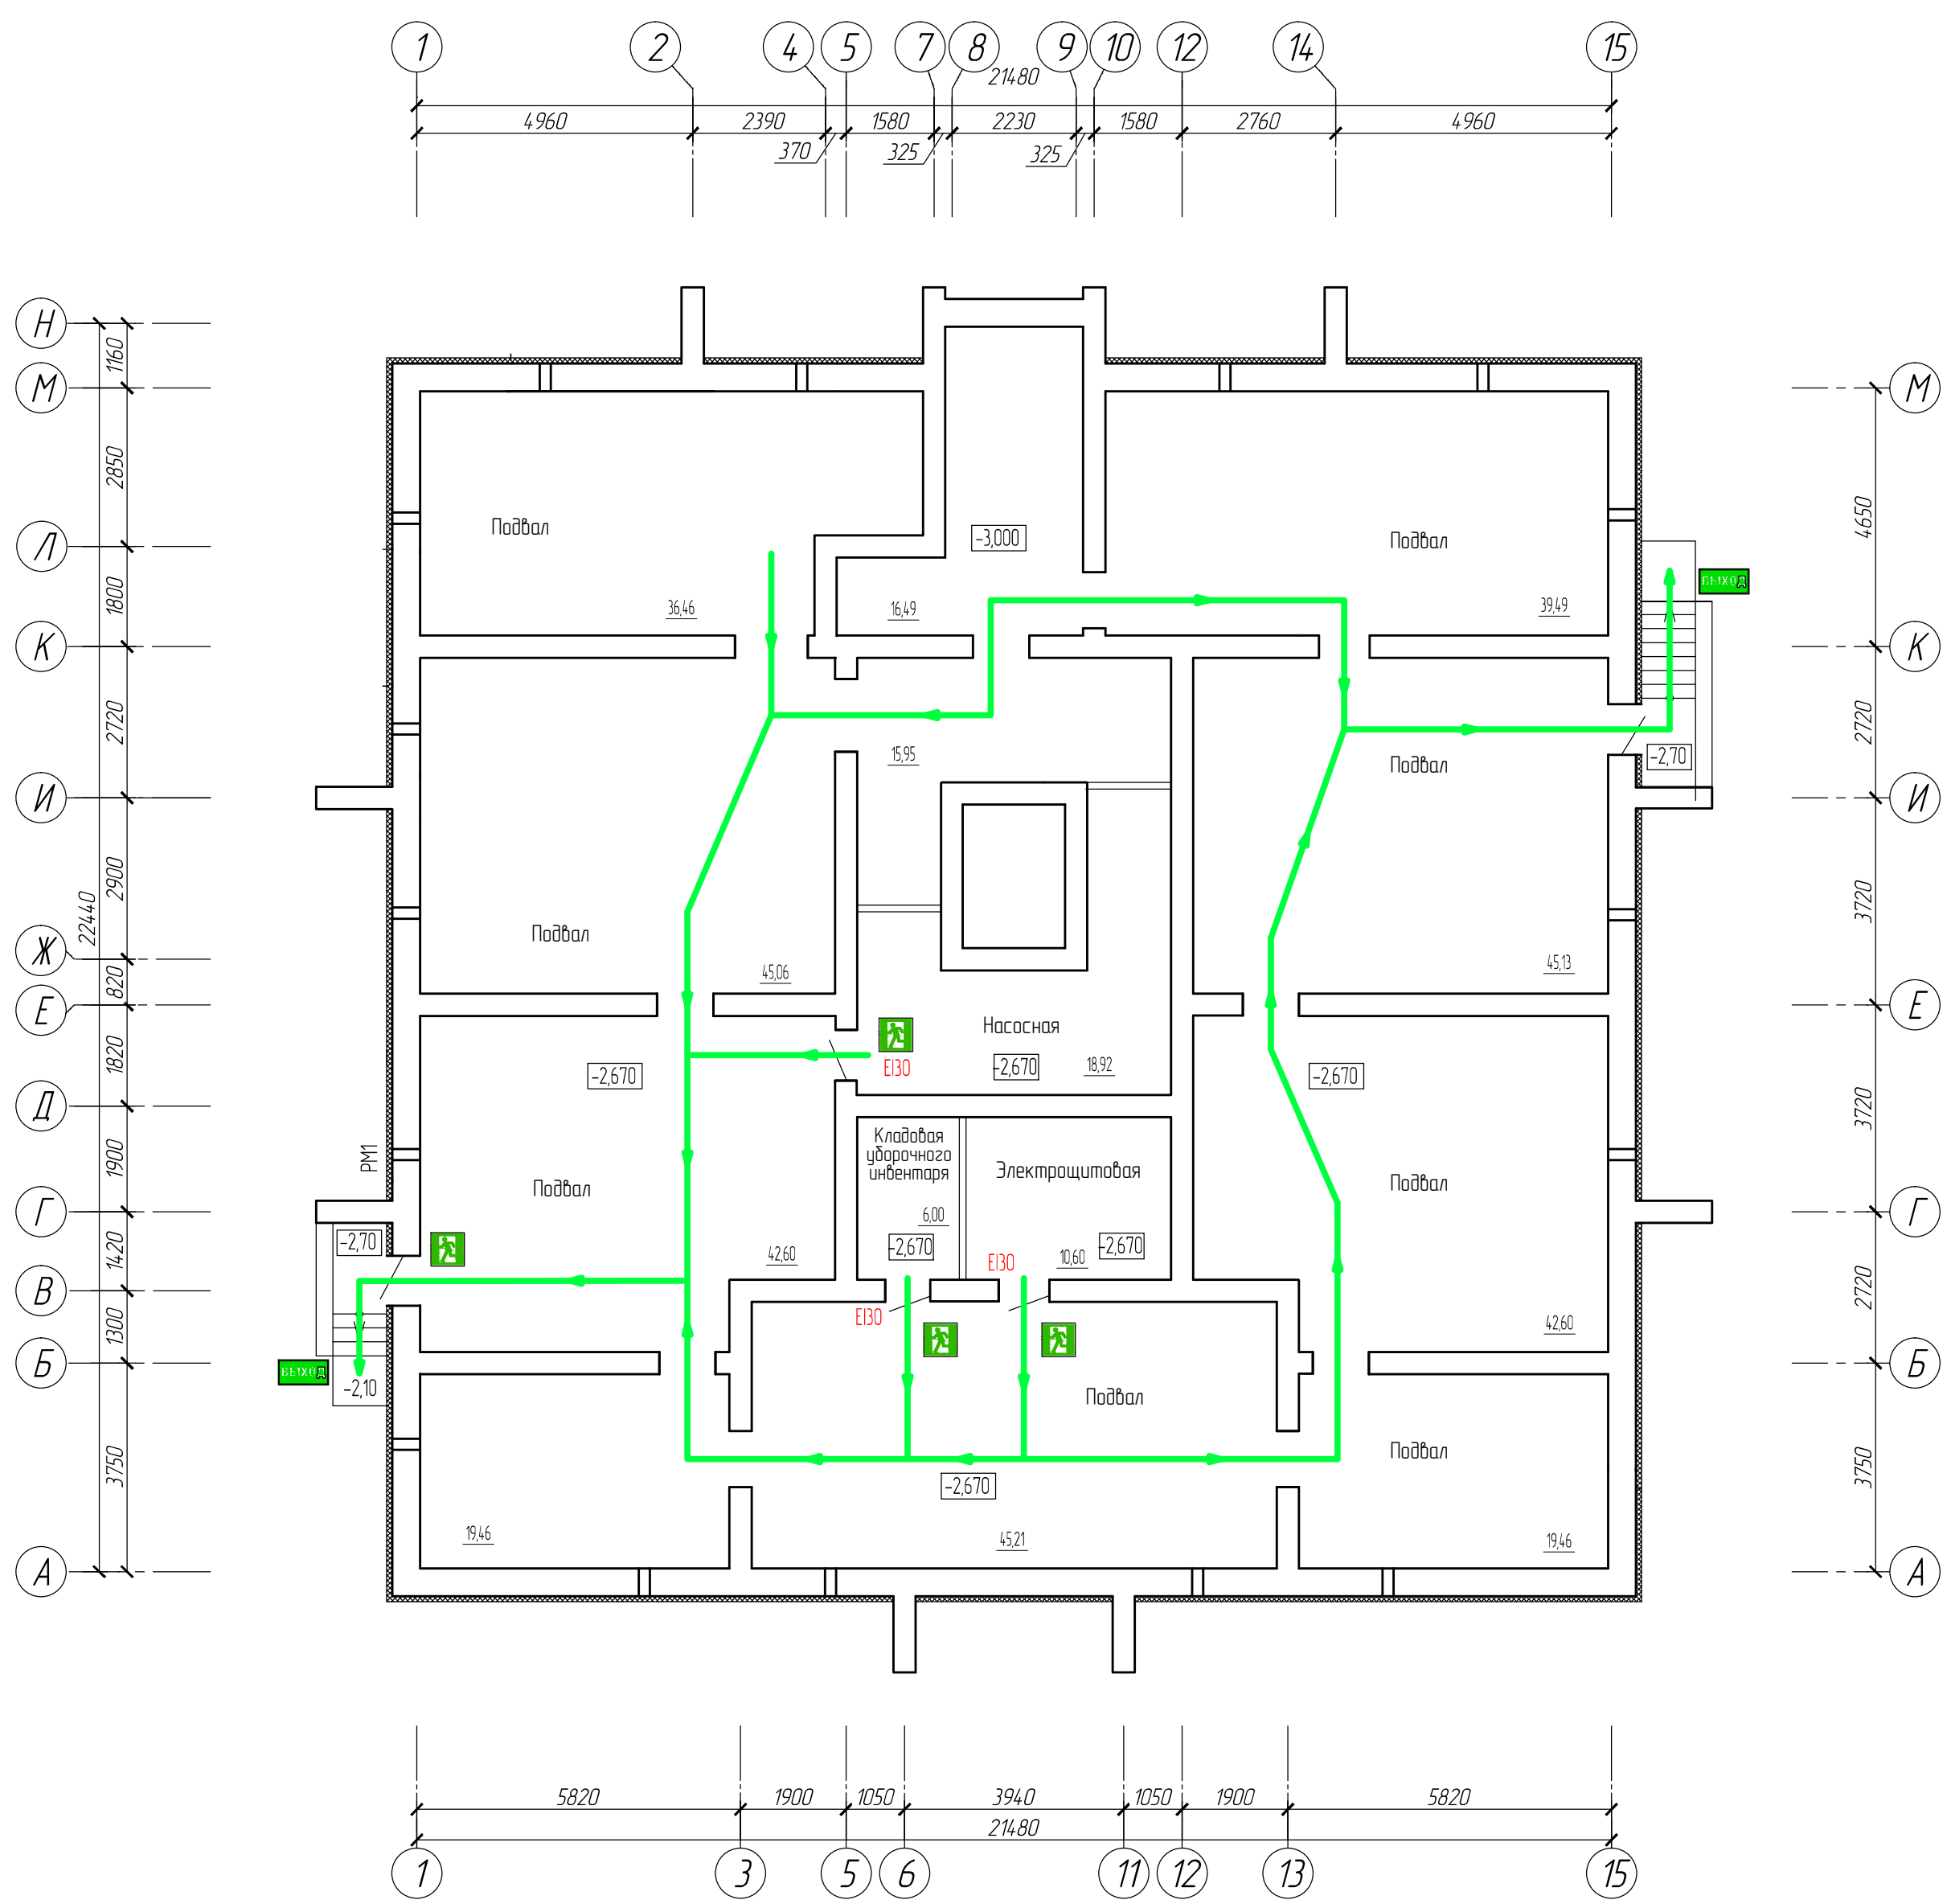 1 2 4 5 7 8 9 10 12 14 15
21480
4960 2390 1580 2230 1580 2760 4960
370 325 325
Н
М М
Л
К К
И И
Ж
Е Е
Д
Г Г
В
Б Б
А А
1160
2850
1800
2720
2900
820
1820
1900
1420
1300
3750
22440
4650
2720
3720
3720
2720
3750
Подвал
36,46
-3,000
16,49
Подвал
39,49
ВЫХОД
-2,70
15,95
Подвал
45,13
Подвал
45,06
Насосная
-2,670
18,92
EI30
-2,670
-2,670
РМ1
Подвал
42,60
Кладовая
уборочного
инвентаря
6,00
-2,670
Электрощитовая
10,60
-2,670
EI30
EI30
Подвал
42,60
-2,70
ВЫХОД
-2,10
Подвал
-2,670
45,21
19,46
Подвал
19,46
5820 1900 1050 3940 1050 1900 5820
21480
1 3 5 6 11 12 13 15